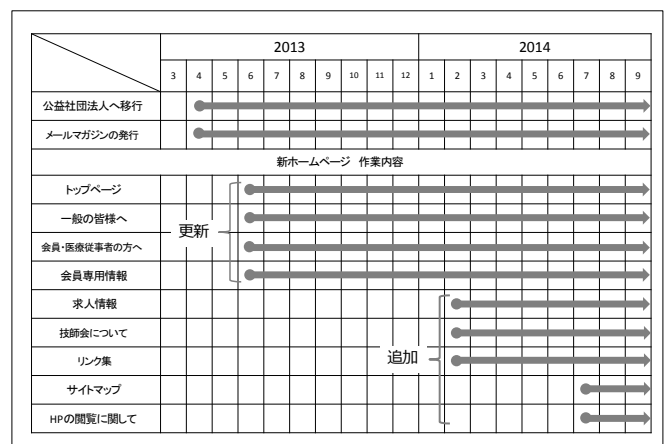 2013 2014
3 4 5 6 7 8 9 10 11 12 1 2 3 4 5 6 7 8 9
公益社団法人へ移行
メールマガジンの発行
新ホームページ 作業内容
トップページ
一般の皆様へ
更新
会員・医療従事者の方へ
会員専用情報
求人情報
技師会について
追加
リンク集
サイトマップ
HPの閲覧に関して